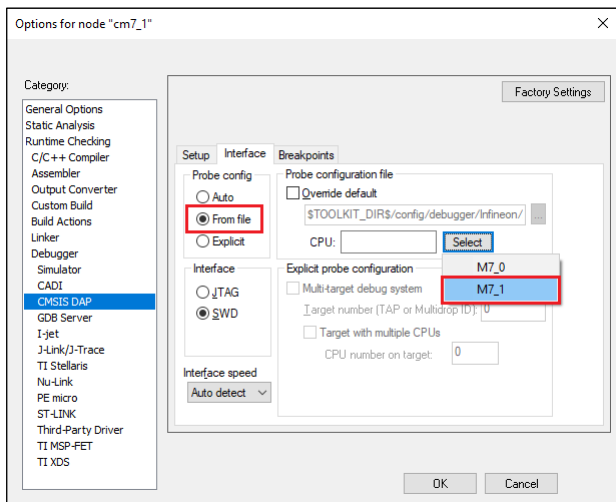 Options for node "cm7_1"
Category:
Factory Settings
General Options
Static Analysis
Runtime Checking
C/C++ Compiler
Assembler
Output Converter
Custom Build
Build Actions
Linker
Debugger
Simulator
CADI
CMSIS DAP
GDB Server
I-jet
J-Link/J-Trace
TI Stellaris
Nu-Link
PE micro
ST-LINK
Third-Party Driver
TI MSP-FET
TI XDS
Setup Interface Breakpoints
Probe config
Auto
From file
Explicit
Probe configuration file
Override default
$TOOLKIT_DIR$/config/debugger/Infineon/ ...
CPU: Select
M7_0
M7_1
Interface
JTAG
SWD
Explicit probe configuration
Multi-target debug system
Target number (TAP or Multidrop ID): 0
Target with multiple CPUs
CPU number on target: 0
Interface speed
Auto detect
OK Cancel